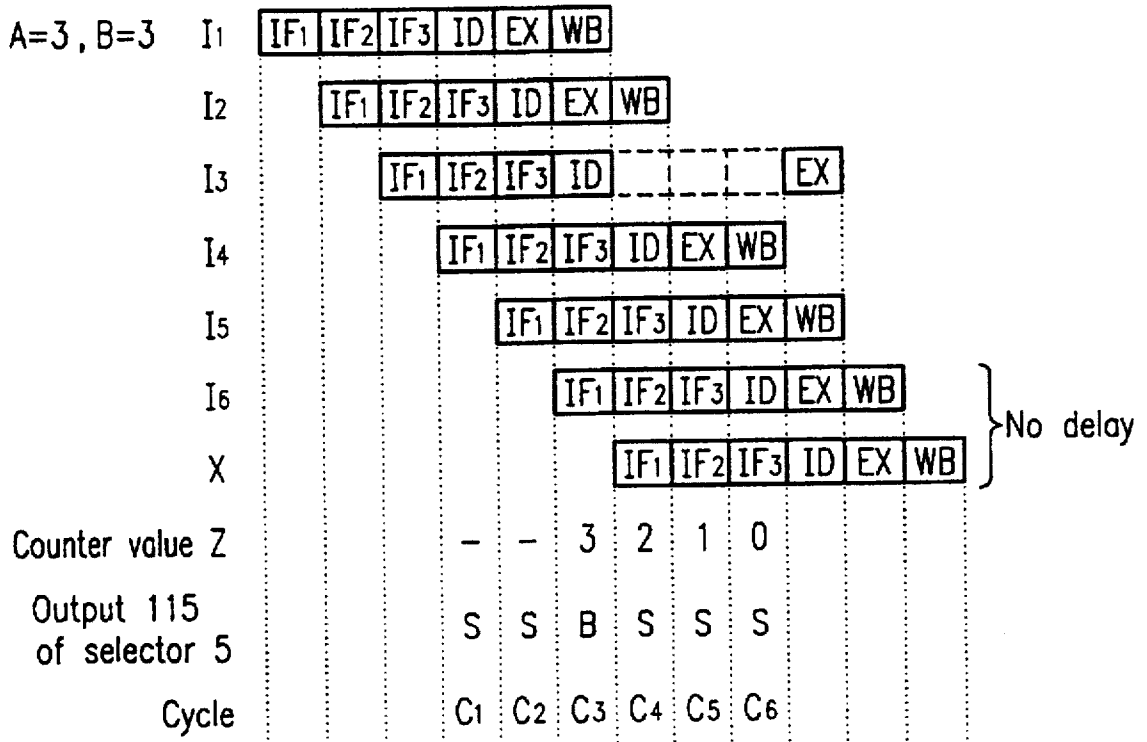 A=3, B=3 I1 IF1 IF2 IF3 ID EX WB
I2 IF1 IF2 IF3 ID EX WB
I3 IF1 IF2 IF3 ID EX
I4 IF1 IF2 IF3 ID EX WB
I5 IF1 IF2 IF3 ID EX WB
I6 IF1 IF2 IF3 ID EX WB
No delay
X IF1 IF2 IF3 ID EX WB
Counter value Z - - 3 2 1 0
Output 115
of selector 5 S S B S S S
Cycle C1 C2 C3 C4 C5 C6